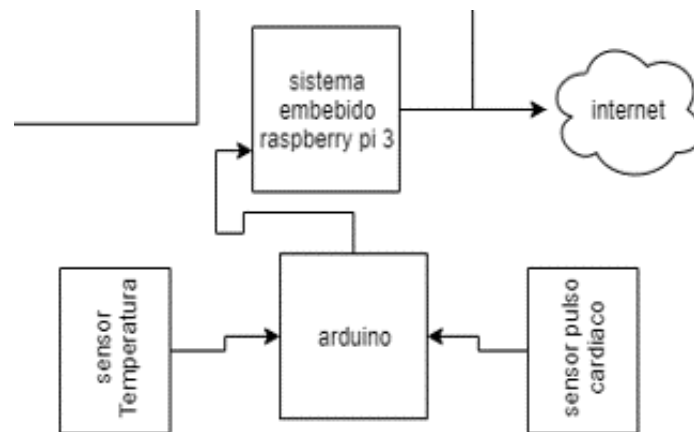 sistema
embebido
raspberry pi 3
internet
sensor
Temperatura
arduino
sensor pulso
cardiaco